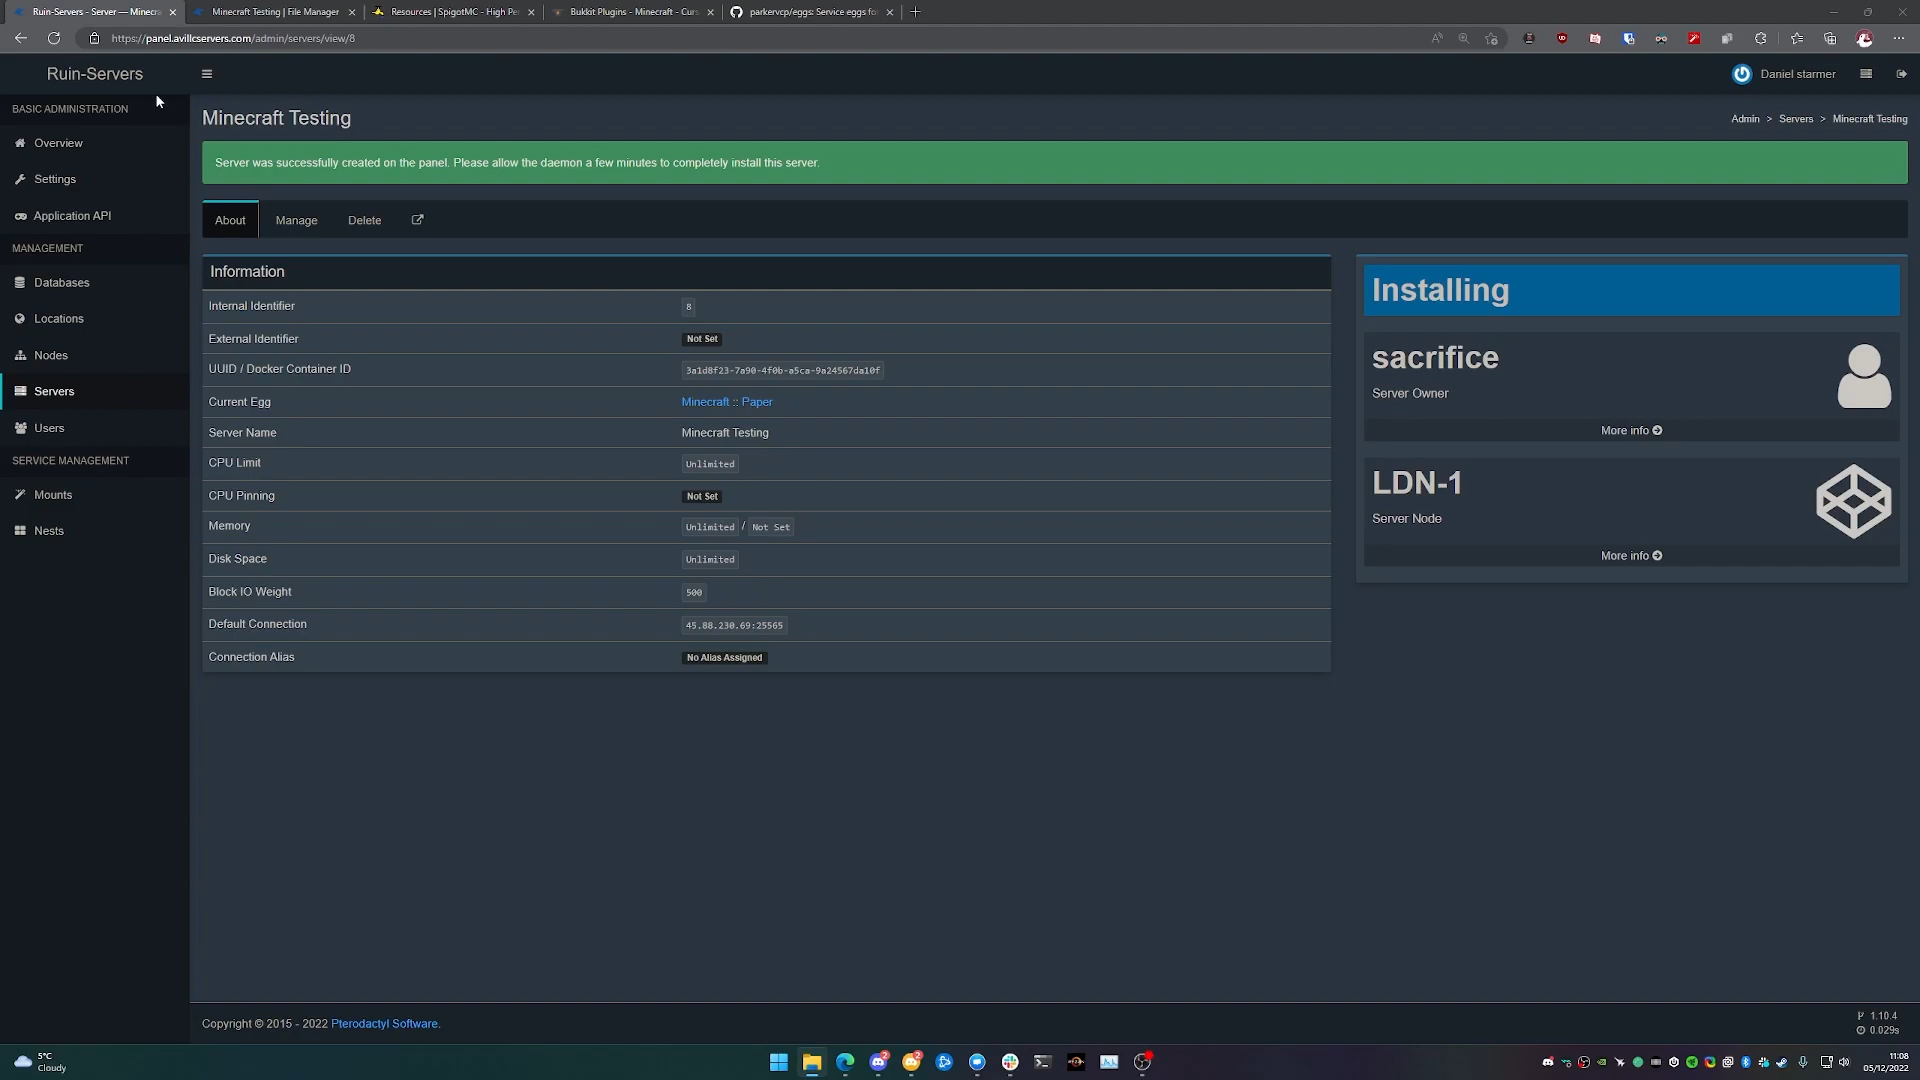 Ruin-Servers - Server — Minecra
Minecraft Testing | File Manager
Resources | SpigotMC - High Pe
Bukkit Plugins - Minecraft - Curs
parkervcp/eggs: Service eggs fo
https://panel.avillcservers.com/admin/servers/view/8
Ruin-Servers
Daniel starmer
BASIC ADMINISTRATION
Overview
Settings
Application API
MANAGEMENT
Databases
Locations
Nodes
Servers
Users
SERVICE MANAGEMENT
Mounts
Nests
Minecraft Testing
Admin > Servers > Minecraft Testing
Server was successfully created on the panel. Please allow the daemon a few minutes to completely install this server.
About
Manage
Delete
Information
Internal Identifier 8
External Identifier Not Set
UUID / Docker Container ID 3a1d8f23-7a90-4f0b-a5ca-9a24567da10f
Current Egg Minecraft :: Paper
Server Name Minecraft Testing
CPU Limit Unlimited
CPU Pinning Not Set
Memory Unlimited / Not Set
Disk Space Unlimited
Block IO Weight 500
Default Connection 45.88.230.69:25565
Connection Alias No Alias Assigned
Installing
sacrifice
Server Owner
More info
LDN-1
Server Node
More info
Copyright © 2015 - 2022 Pterodactyl Software.
1.10.4
0.029s
5°C
Cloudy
2
2
11:08
05/12/2022